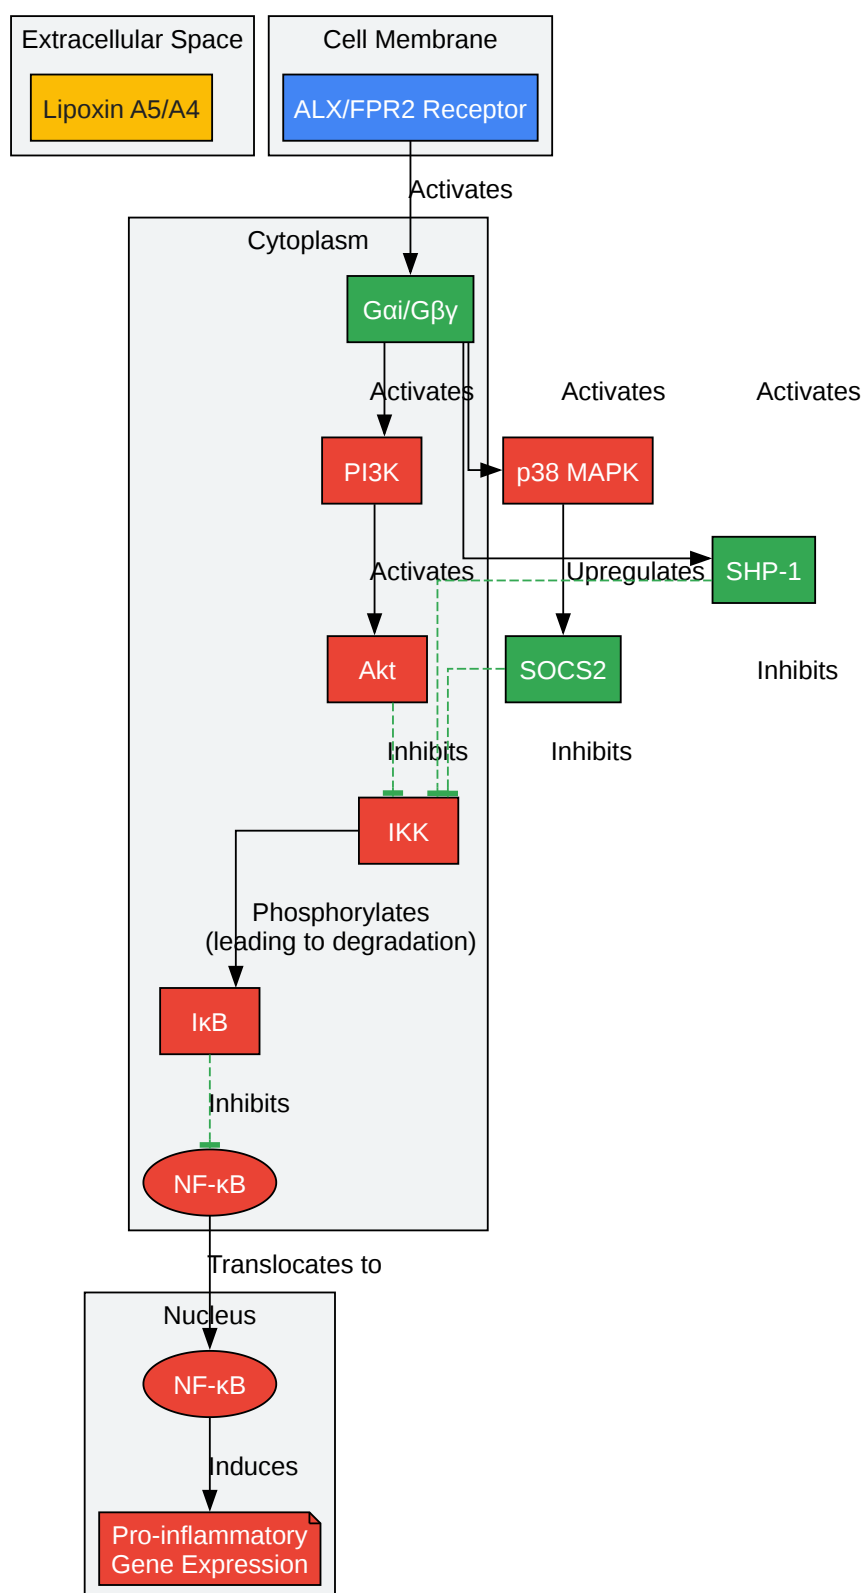 Extracellular Space
Cell Membrane
Lipoxin A5/A4
ALX/FPR2 Receptor
Activates
Cytoplasm
Gαi/Gβγ
Activates
Activates
Activates
PI3K
p38 MAPK
Activates
Upregulates
SHP-1
Akt
SOCS2
Inhibits
Inhibits
Inhibits
IKK
Phosphorylates
(leading to degradation)
IκB
Inhibits
NF-κB
Translocates to
Nucleus
NF-κB
Induces
Pro-inflammatory
Gene Expression